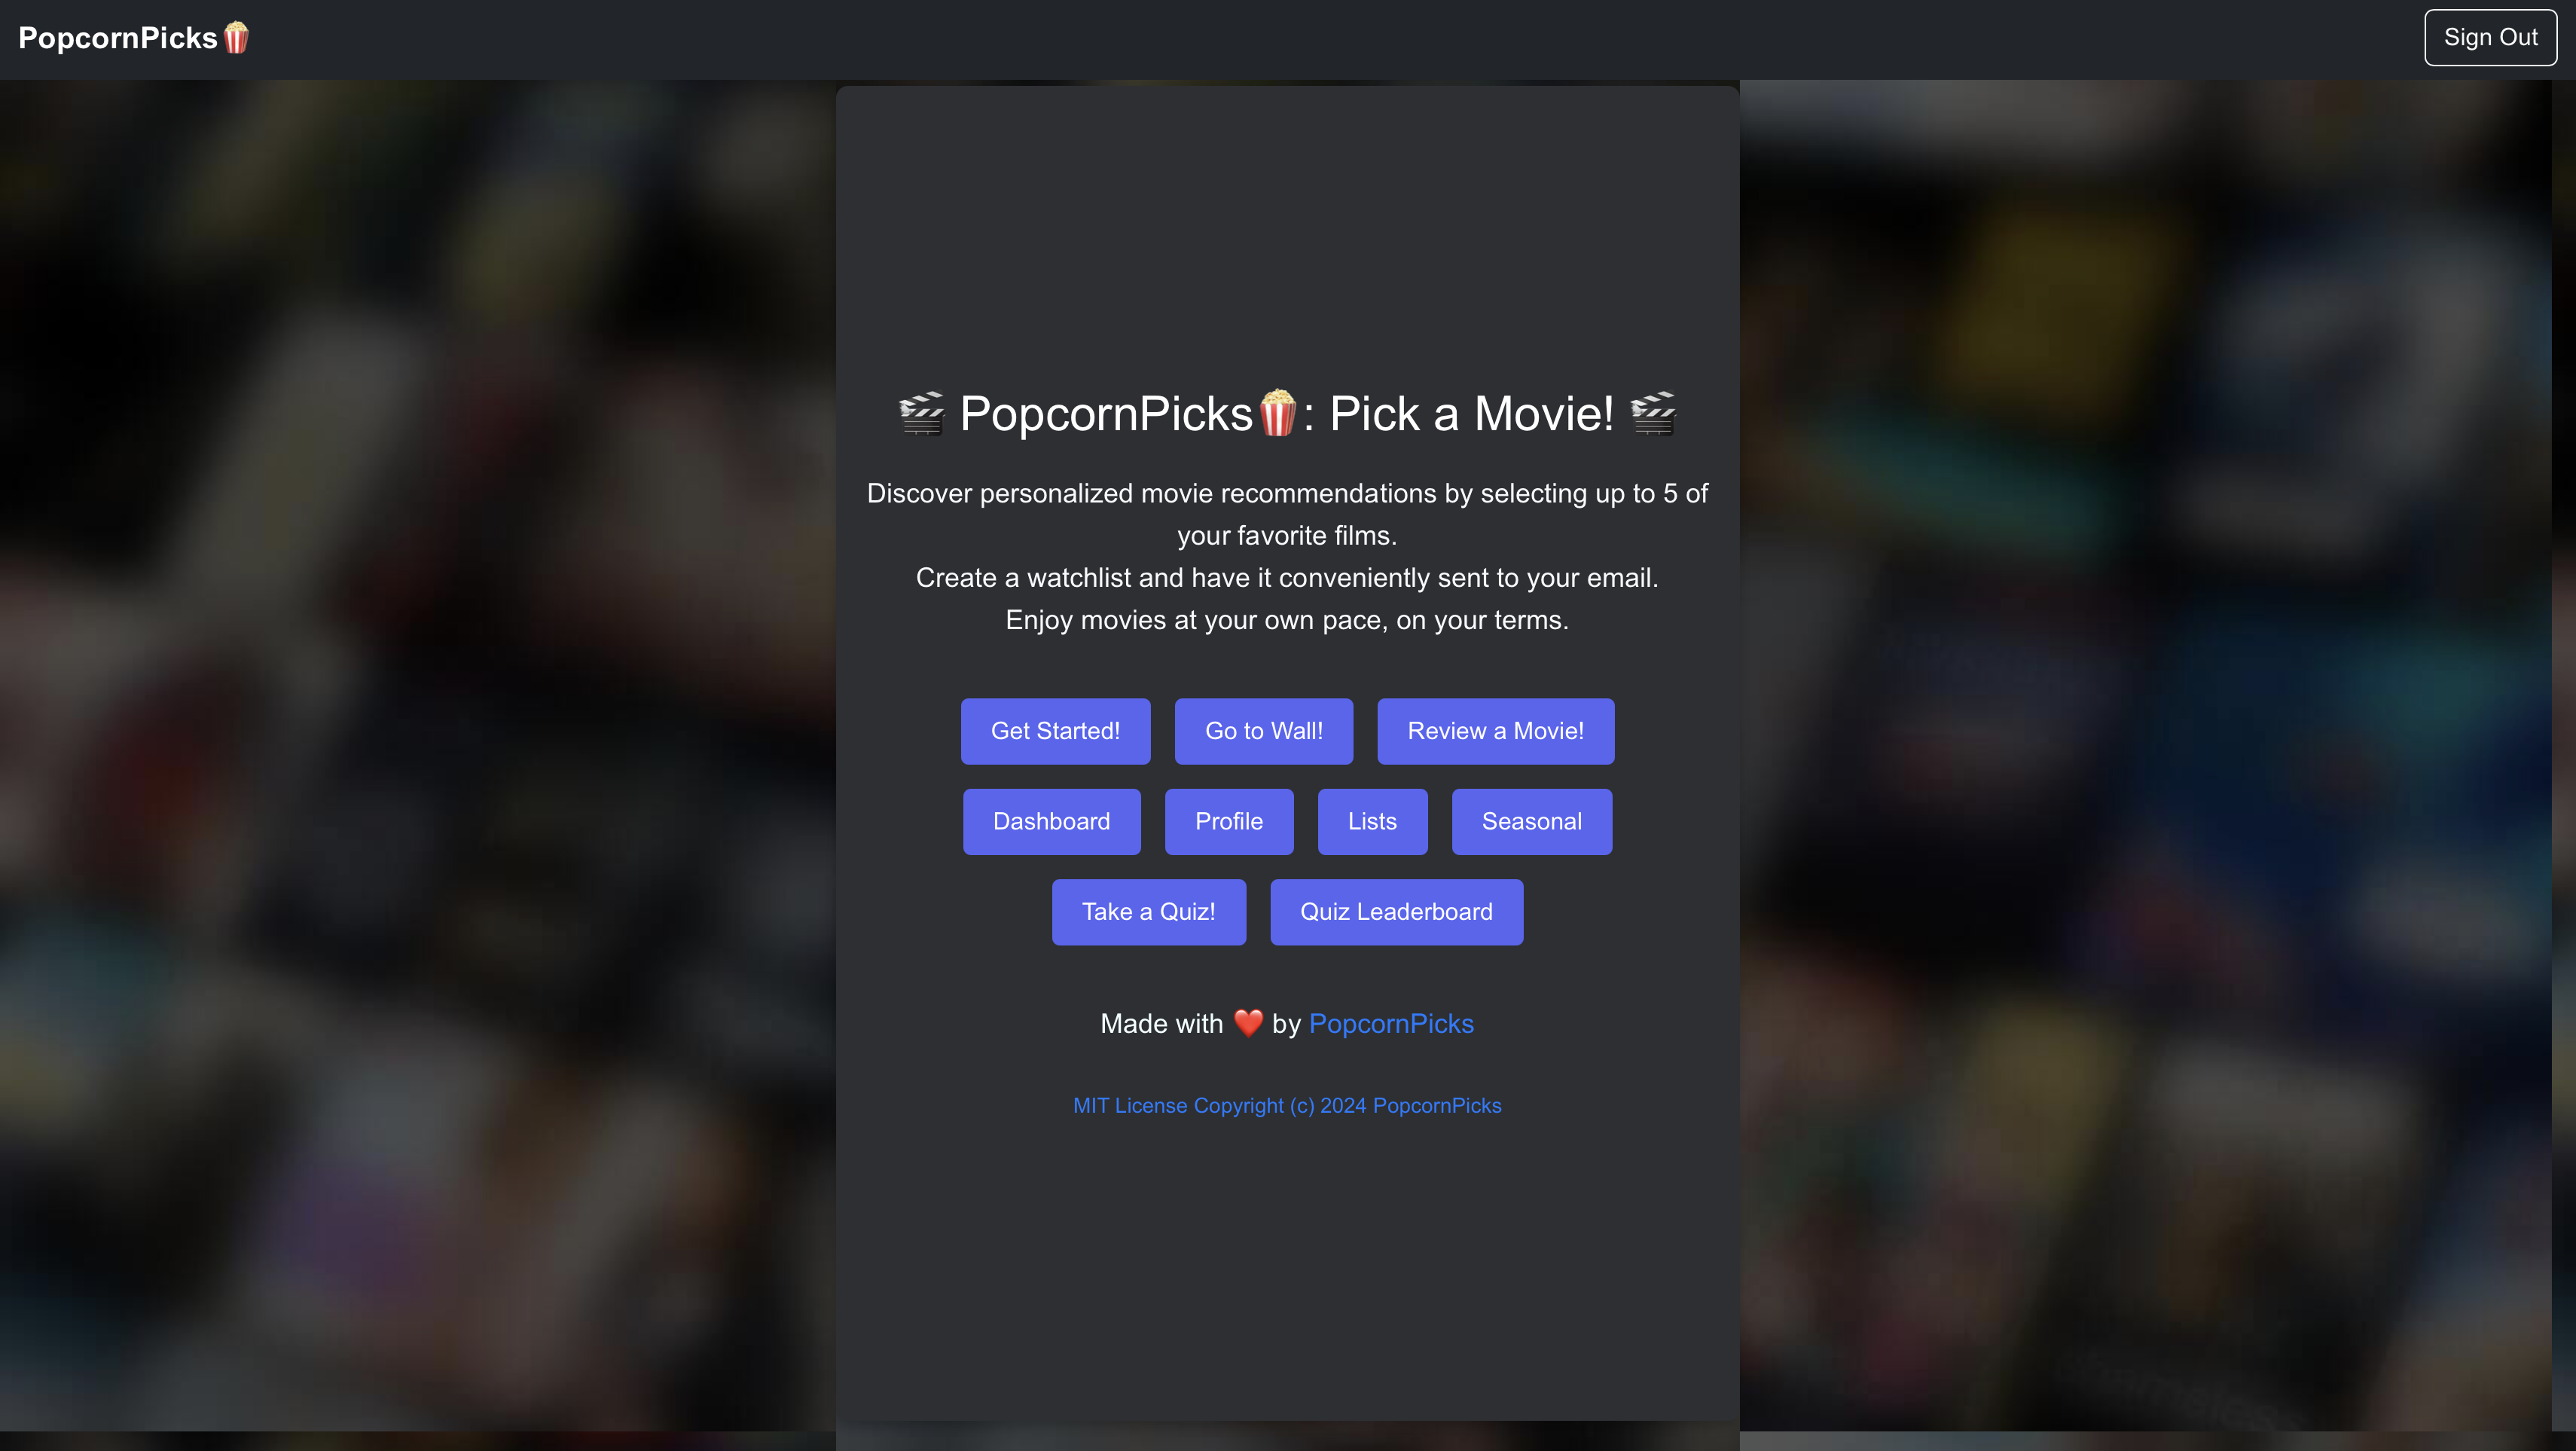 PopcornPicks🍿
Sign Out
🎬 PopcornPicks🍿: Pick a Movie! 🎬
Discover personalized movie recommendations by selecting up to 5 of
your favorite films.
Create a watchlist and have it conveniently sent to your email.
Enjoy movies at your own pace, on your terms.
Get Started! Go to Wall! Review a Movie!
Dashboard Profile Lists Seasonal
Take a Quiz! Quiz Leaderboard
Made with ❤️ by PopcornPicks
MIT License Copyright (c) 2024 PopcornPicks